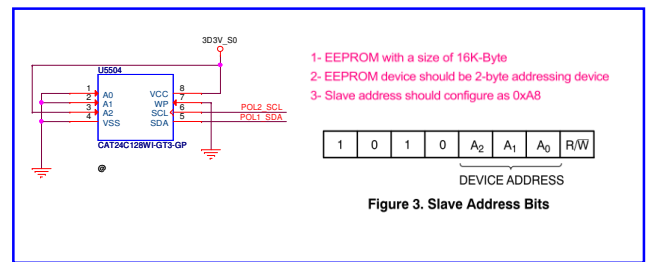 3D3V_S0
U5504
1 A0 VCC 8
2 A1 WP 7
3 A2 SCL 6 POL2_SCL
4 VSS SDA 5 POL1_SDA
CAT24C128WI-GT3-GP
@
1- EEPROM with a size of 16K-Byte
2- EEPROM device should be 2-byte addressing device
3- Slave address should configure as 0xA8
1 0 1 0 A2 A1 A0 R/W̅
DEVICE ADDRESS
Figure 3. Slave Address Bits